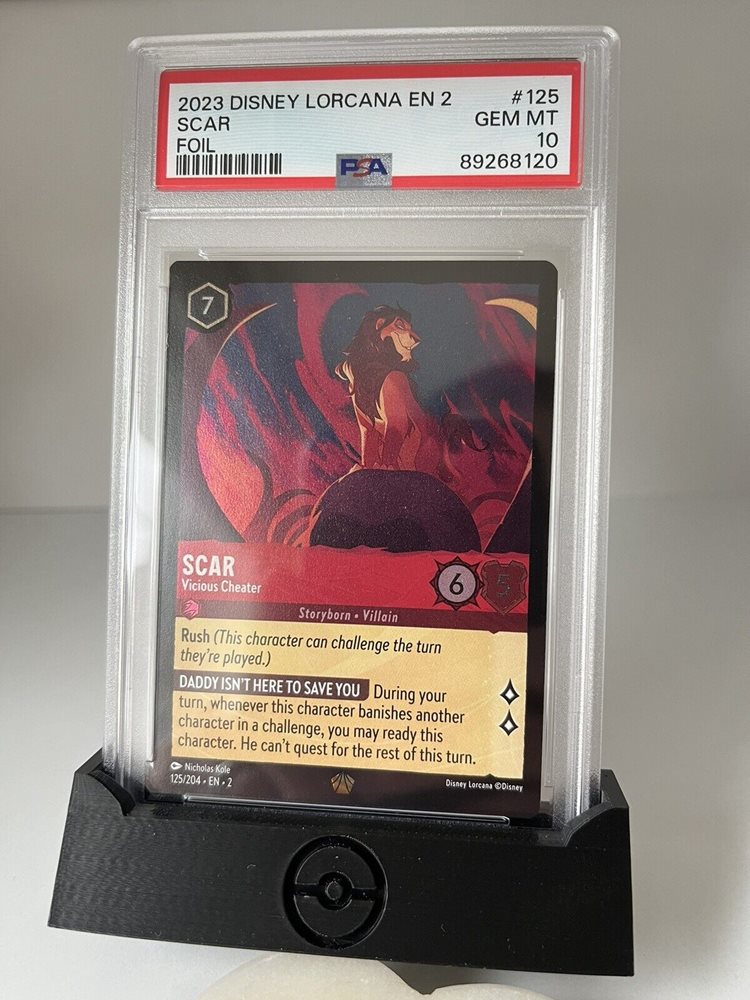 2023 DISNEY LORCANA EN 2 #125
SCAR GEM MT
FOIL 10
PSA 89268120
7
SCAR
Vicious Cheater
6 5
Storyborn • Villain
Rush (This character can challenge the turn
they're played.)
DADDY ISN'T HERE TO SAVE YOU During your
turn, whenever this character banishes another
character in a challenge, you may ready this
character. He can't quest for the rest of this turn.
Nicholas Kole
125/204 • EN • 2
Disney Lorcana ©Disney